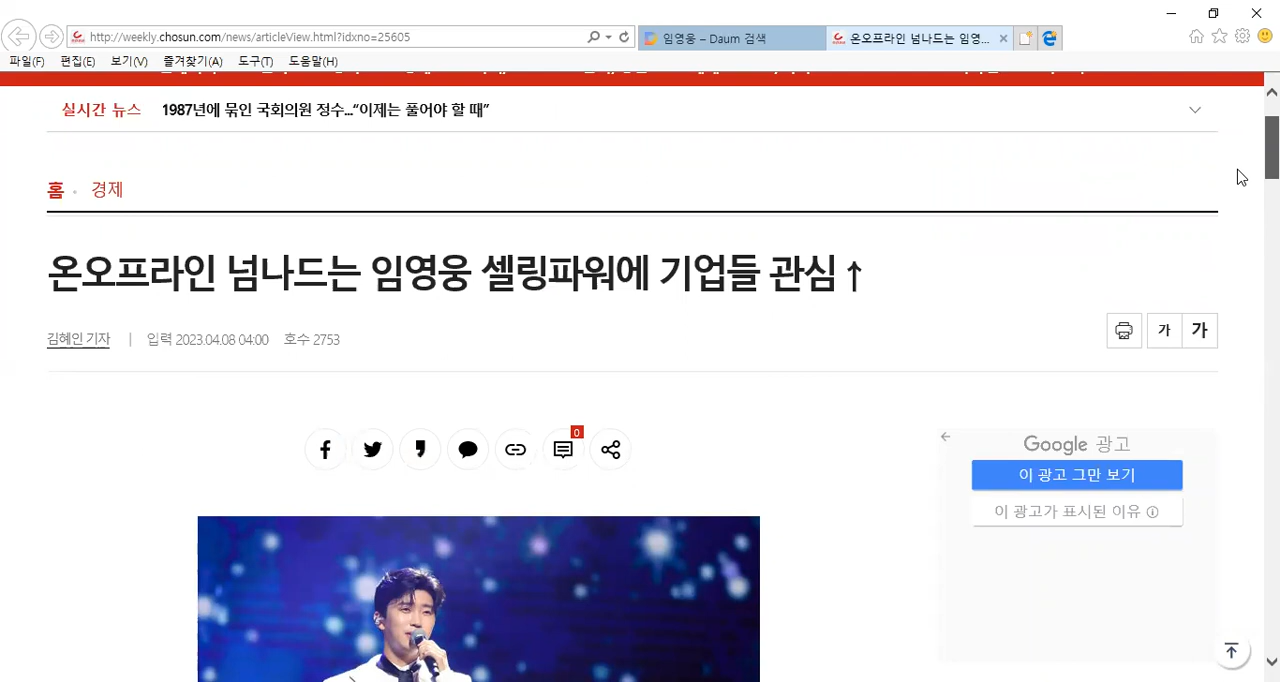 http://weekly.chosun.com/news/articleView.html?idxno=25605
임영웅 – Daum 검색
온오프라인 넘나드는 임영...
파일(F) 편집(E) 보기(V) 즐겨찾기(A) 도구(T) 도움말(H)
실시간 뉴스 1987년에 묶인 국회의원 정수...“이제는 풀어야 할 때”
홈 · 경제
온오프라인 넘나드는 임영웅 셀링파워에 기업들 관심↑
김혜인 기자 | 입력 2023.04.08 04:00 호수 2753
가 가
0
Google 광고
이 광고 그만 보기
이 광고가 표시된 이유